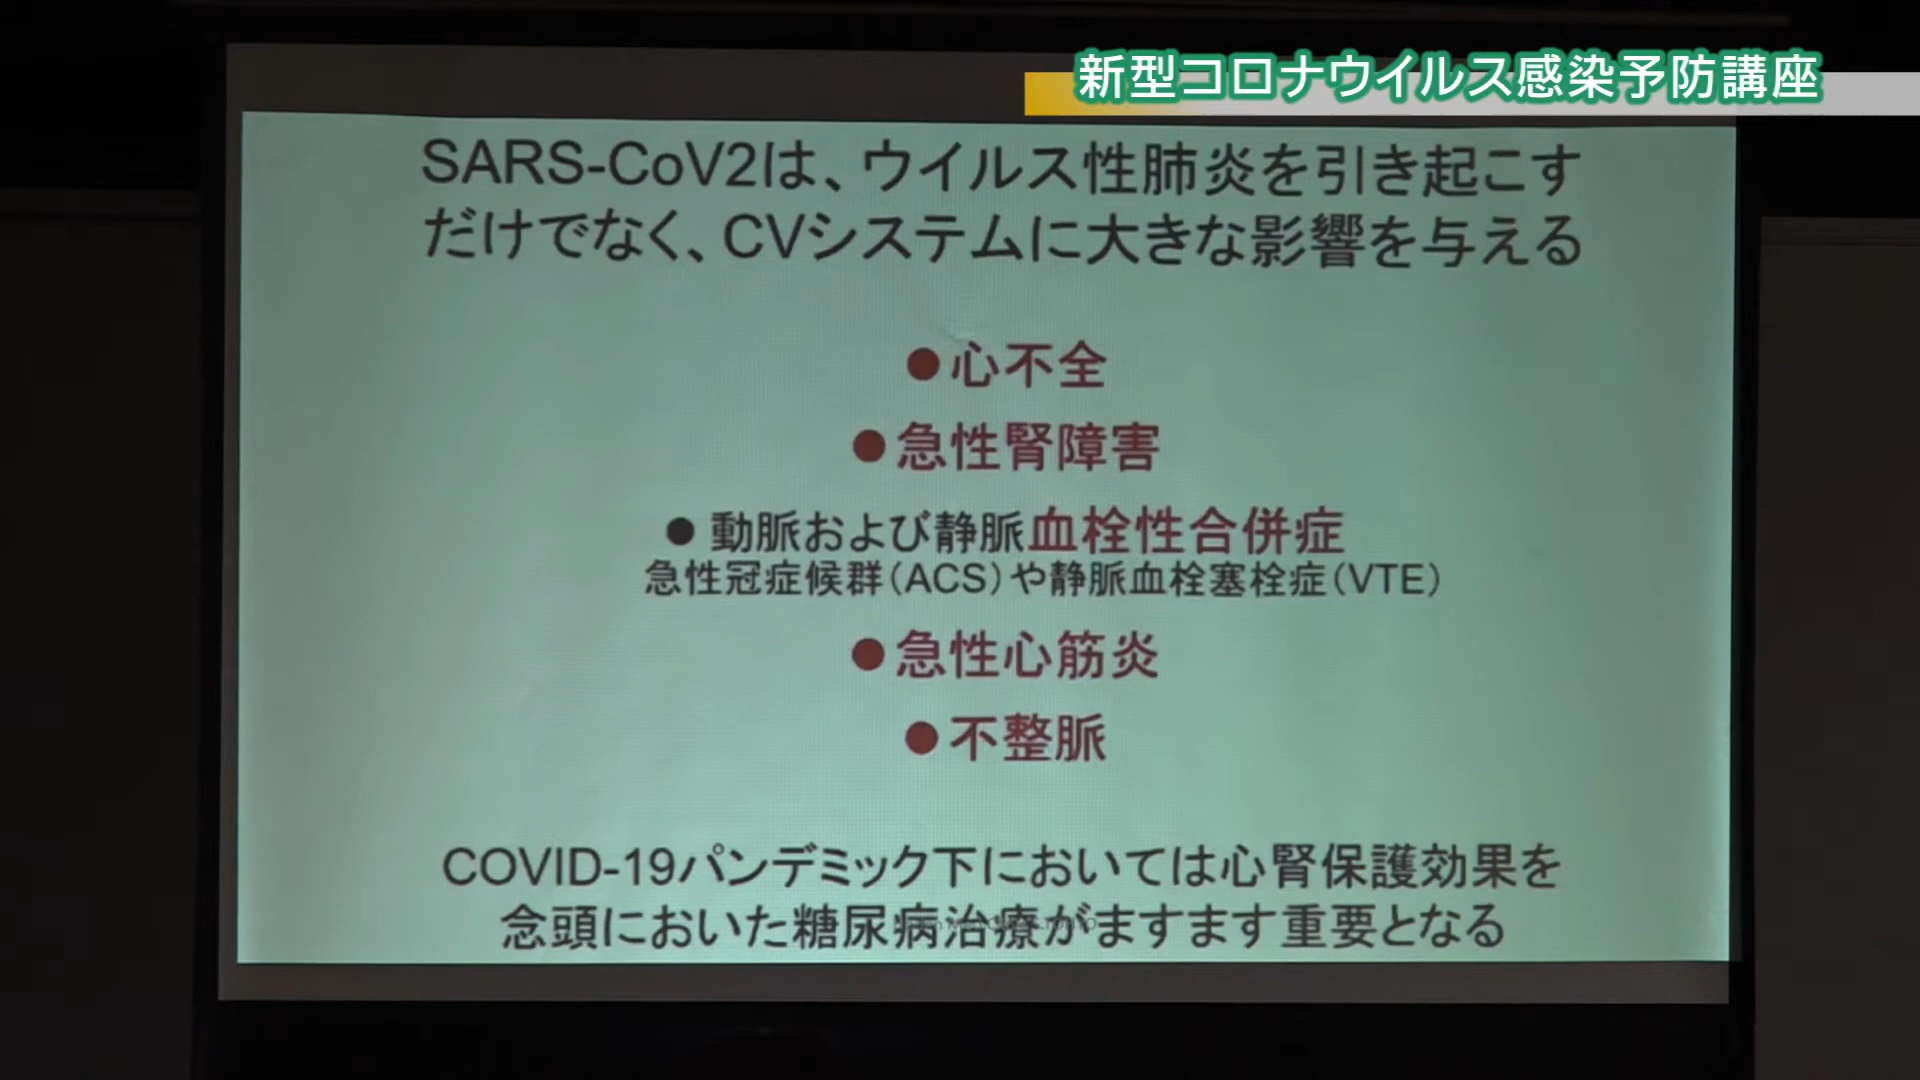 新型コロナウイルス感染予防講座
SARS-CoV2は、ウイルス性肺炎を引き起こす
だけでなく、CVシステムに大きな影響を与える
●心不全
●急性腎障害
● 動脈および静脈血栓性合併症
急性冠症候群(ACS)や静脈血栓塞栓症(VTE)
●急性心筋炎
●不整脈
COVID-19パンデミック下においては心腎保護効果を
念頭においた糖尿病治療がますます重要となる